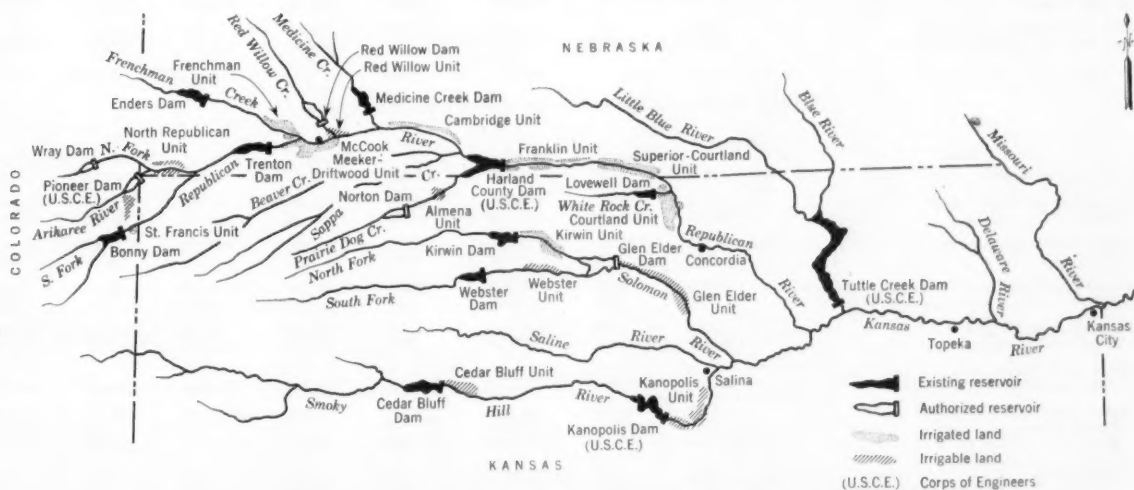 NEBRASKA
COLORADO
KANSAS
-N-
Frenchman
Creek
Frenchman
Unit
Enders Dam
Red Willow Cr.
Medicine Cr.
Red Willow Dam
Red Willow Unit
Medicine Creek Dam
Cambridge Unit
River
North Republican
Unit
Wray Dam
N. Fork
Pioneer Dam
(U.S.C.E.)
Arikaree River
S. Fork
Bonny Dam
St. Francis Unit
Republican
Trenton
Dam
McCook
Meeker-
Driftwood Unit
Beaver Cr.
Sappa
Cr.
Norton Dam
Prairie Dog Cr.
Almena
Unit
Harland
County Dam
(U.S.C.E.)
Franklin Unit
Superior-Courtland
Unit
Lovewell Dam
White Rock Cr.
Courtland Unit
Republican
River
Concordia
Little Blue River
Blue River
Tuttle Creek Dam
(U.S.C.E.)
Missouri
River
Delaware
River
Kansas
River
Topeka
Kansas
City
North Fork
Kirwin Dam
Kirwin Unit
Glen Elder
Dam
South Fork
Webster
Dam
Webster
Unit
Solomon
River
Glen Elder
Unit
Saline
River
Salina
Smoky
Hill
River
Cedar Bluff
Dam
Cedar Bluff Unit
Kanopolis
Unit
Kanopolis Dam
(U.S.C.E.)
Existing reservoir
Authorized reservoir
Irrigated land
Irrigable land
(U.S.C.E.) Corps of Engineers